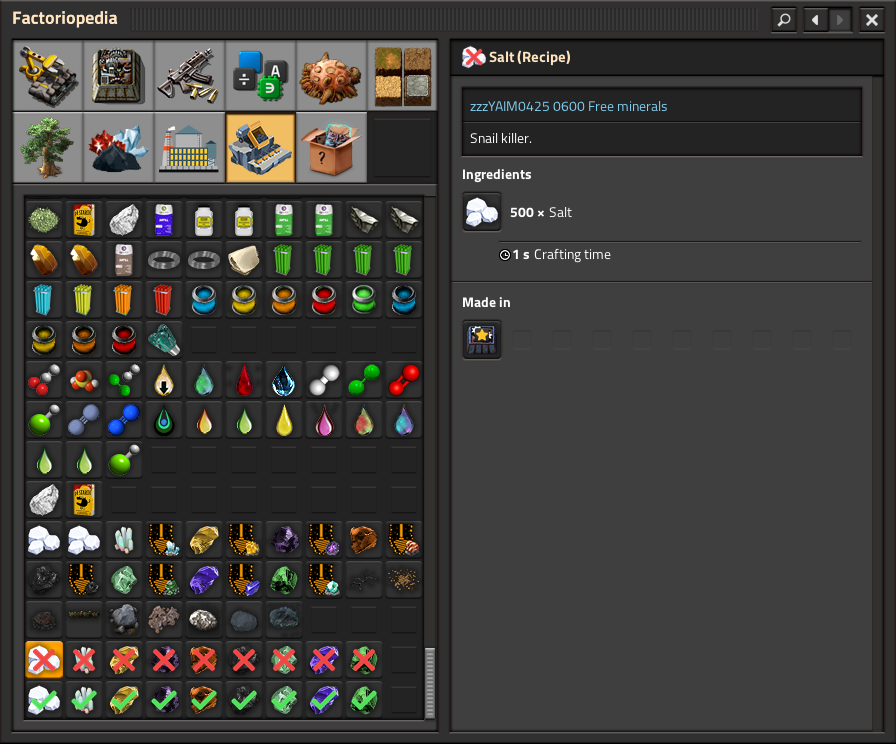 Factoriopedia
Salt (Recipe)
zzzYAIM0425 0600 Free minerals
Snail killer.
Ingredients
500 × Salt
1 s Crafting time
Made in